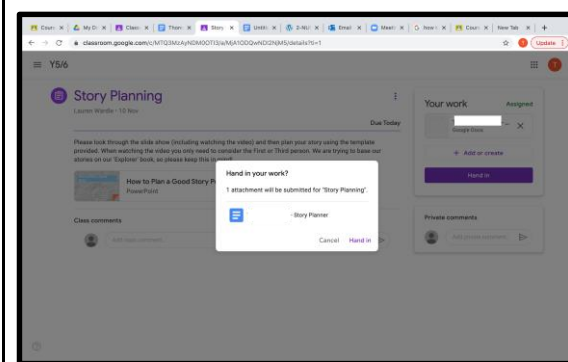 My D
New Tab
classroom.google.com/c/
Update
Y5/6
Story Planning
Lauren Wardle - 10 Nov
Due Today
Please look through the slide show (including watching the video) and then plan your story using the template
provided. When watching the video you only need to consider the First or Third person. We are trying to base our
stories on our 'Explorer' book, so please keep this in mind!
How to Plan a Good Story P
PowerPoint
Class comments
Add class comment
Your work
Assigned
Google Docs
+ Add or create
Hand in
Private comments
Add private comment
Hand in your work?
1 attachment will be submitted for "Story Planning".
- Story Planner
Cancel
Hand in